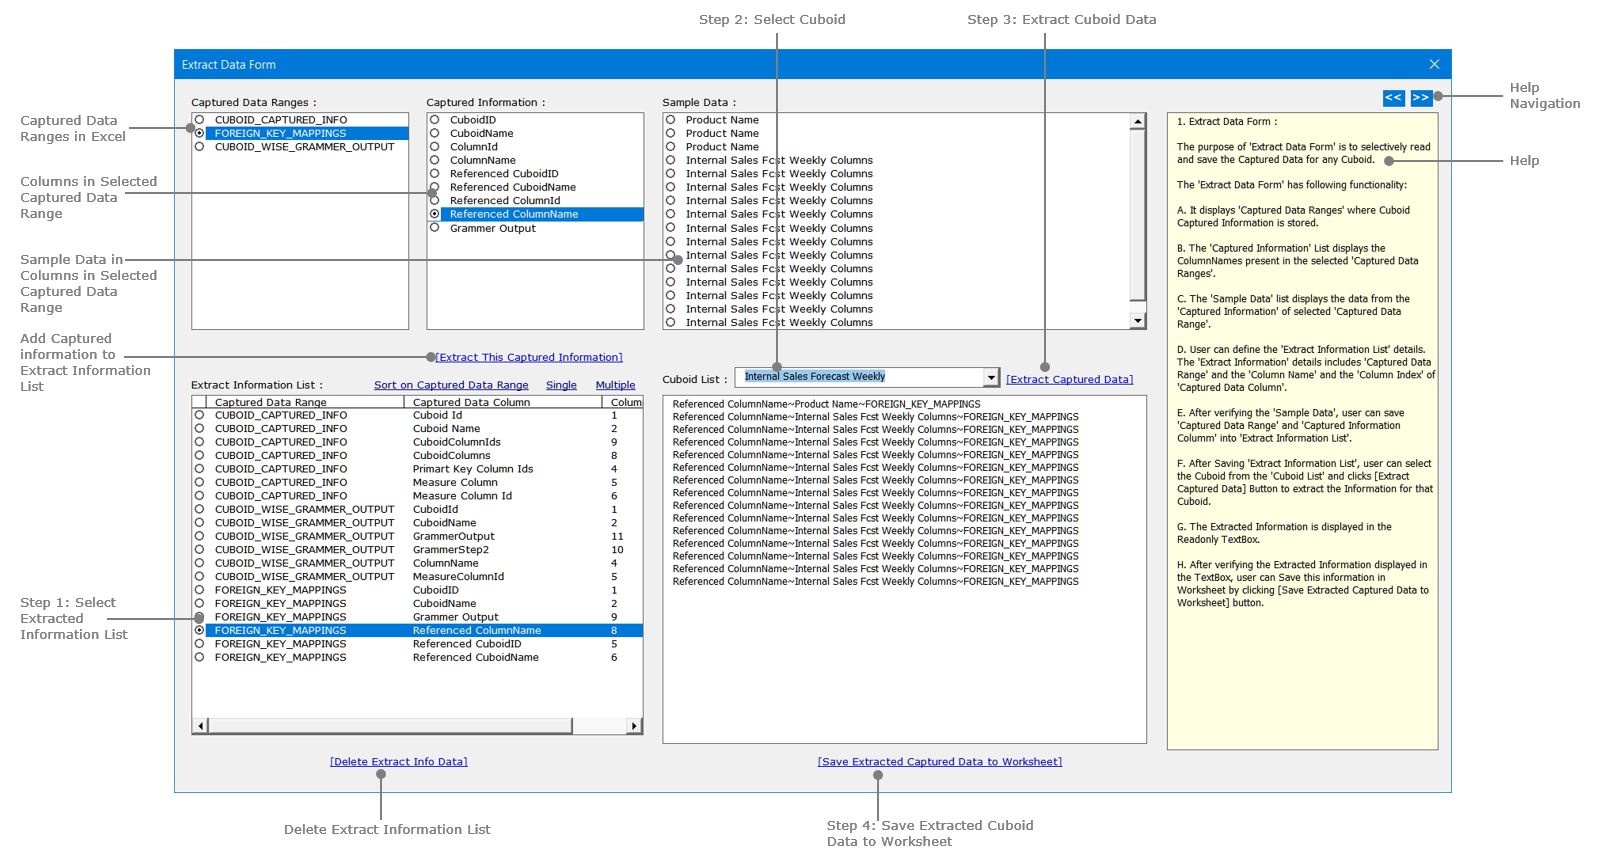 Step 2: Select Cuboid
Step 3: Extract Cuboid Data
Extract Data Form
Captured Data
Ranges in Excel
Columns in Selected
Captured Data
Range
Sample Data in
Columns in Selected
Captured Data
Range
Add Captured
information to
Extract Information
List
Step 1: Select
Extracted
Information List
Captured Data Ranges :
CUBOID_CAPTURED_INFO
FOREIGN_KEY_MAPPINGS
CUBOID_WISE_GRAMMER_OUTPUT
Captured Information :
CuboidID
CuboidName
ColumnId
ColumnName
Referenced CuboidID
Referenced CuboidName
Referenced ColumnId
Referenced ColumnName
Grammer Output
Sample Data :
Product Name
Product Name
Product Name
Internal Sales Fcst Weekly Columns
Internal Sales Fcst Weekly Columns
Internal Sales Fcst Weekly Columns
Internal Sales Fcst Weekly Columns
Internal Sales Fcst Weekly Columns
Internal Sales Fcst Weekly Columns
Internal Sales Fcst Weekly Columns
Internal Sales Fcst Weekly Columns
Internal Sales Fcst Weekly Columns
Internal Sales Fcst Weekly Columns
Internal Sales Fcst Weekly Columns
Internal Sales Fcst Weekly Columns
Internal Sales Fcst Weekly Columns
[Extract This Captured Information]
Extract Information List : Sort on Captured Data Range Single Multiple
Captured Data Range Captured Data Column Colum
CUBOID_CAPTURED_INFO Cuboid Id 1
CUBOID_CAPTURED_INFO Cuboid Name 2
CUBOID_CAPTURED_INFO CuboidColumnIds 9
CUBOID_CAPTURED_INFO CuboidColumns 8
CUBOID_CAPTURED_INFO Primart Key Column Ids 4
CUBOID_CAPTURED_INFO Measure Column 5
CUBOID_CAPTURED_INFO Measure Column Id 6
CUBOID_WISE_GRAMMER_OUTPUT CuboidId 1
CUBOID_WISE_GRAMMER_OUTPUT CuboidName 2
CUBOID_WISE_GRAMMER_OUTPUT GrammerOutput 11
CUBOID_WISE_GRAMMER_OUTPUT GrammerStep2 10
CUBOID_WISE_GRAMMER_OUTPUT ColumnName 4
CUBOID_WISE_GRAMMER_OUTPUT MeasureColumnId 5
FOREIGN_KEY_MAPPINGS CuboidID 1
FOREIGN_KEY_MAPPINGS CuboidName 2
FOREIGN_KEY_MAPPINGS Grammer Output 9
FOREIGN_KEY_MAPPINGS Referenced ColumnName 8
FOREIGN_KEY_MAPPINGS Referenced CuboidID 5
FOREIGN_KEY_MAPPINGS Referenced CuboidName 6
[Delete Extract Info Data]
Delete Extract Information List
Cuboid List : Internal Sales Forecast Weekly [Extract Captured Data]
Referenced ColumnName~Product Name~FOREIGN_KEY_MAPPINGS
Referenced ColumnName~Internal Sales Fcst Weekly Columns~FOREIGN_KEY_MAPPINGS
Referenced ColumnName~Internal Sales Fcst Weekly Columns~FOREIGN_KEY_MAPPINGS
Referenced ColumnName~Internal Sales Fcst Weekly Columns~FOREIGN_KEY_MAPPINGS
Referenced ColumnName~Internal Sales Fcst Weekly Columns~FOREIGN_KEY_MAPPINGS
Referenced ColumnName~Internal Sales Fcst Weekly Columns~FOREIGN_KEY_MAPPINGS
Referenced ColumnName~Internal Sales Fcst Weekly Columns~FOREIGN_KEY_MAPPINGS
Referenced ColumnName~Internal Sales Fcst Weekly Columns~FOREIGN_KEY_MAPPINGS
Referenced ColumnName~Internal Sales Fcst Weekly Columns~FOREIGN_KEY_MAPPINGS
Referenced ColumnName~Internal Sales Fcst Weekly Columns~FOREIGN_KEY_MAPPINGS
Referenced ColumnName~Internal Sales Fcst Weekly Columns~FOREIGN_KEY_MAPPINGS
Referenced ColumnName~Internal Sales Fcst Weekly Columns~FOREIGN_KEY_MAPPINGS
Referenced ColumnName~Internal Sales Fcst Weekly Columns~FOREIGN_KEY_MAPPINGS
Referenced ColumnName~Internal Sales Fcst Weekly Columns~FOREIGN_KEY_MAPPINGS
Referenced ColumnName~Internal Sales Fcst Weekly Columns~FOREIGN_KEY_MAPPINGS
[Save Extracted Captured Data to Worksheet]
Step 4: Save Extracted Cuboid
Data to Worksheet
<< >>
Help
Navigation
Help
1. Extract Data Form :
The purpose of 'Extract Data Form' is to selectively read
and save the Captured Data for any Cuboid.
The 'Extract Data Form' has following functionality:
A. It displays 'Captured Data Ranges' where Cuboid
Captured Information is stored.
B. The 'Captured Information' List displays the
ColumnNames present in the selected 'Captured Data
Ranges'.
C. The 'Sample Data' list displays the data from the
'Captured Information' of selected 'Captured Data
Range'.
D. User can define the 'Extract Information List' details.
The 'Extract Information' details includes 'Captured Data
Range' and the 'Column Name' and the 'Column Index' of
'Captured Data Column'.
E. After verifying the 'Sample Data', user can save
'Captured Data Range' and 'Captured Information
Columm' into 'Extract Information List'.
F. After Saving 'Extract Information List', user can select
the Cuboid from the 'Cuboid List' and clicks [Extract
Captured Data] Button to extract the Information for that
Cuboid.
G. The Extracted Information is displayed in the
Readonly TextBox.
H. After verifying the Extracted Information displayed in
the TextBox, user can Save this information in
Worksheet by clicking [Save Extracted Captured Data to
Worksheet] button.